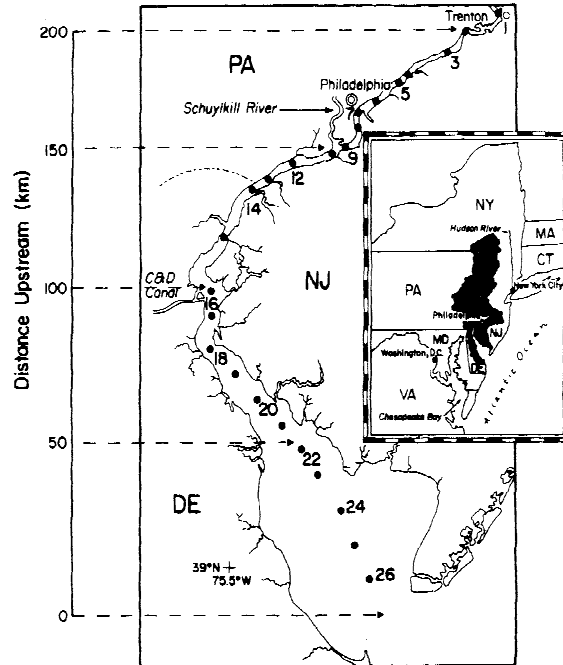 Distance Upstream (km)
200
150
100
50
0
PA
Trenton
1
3
Philadelphia
5
7
Schuylkill River
9
12
14
C&D
Canal
16
NJ
18
20
22
24
26
DE
39°N
75.5°W
NY
Hudson River
MA
CT
New York City
PA
Philadelphia
NJ
MD
Washington, D.C.
DE
VA
Chesapeake Bay
Atlantic Ocean